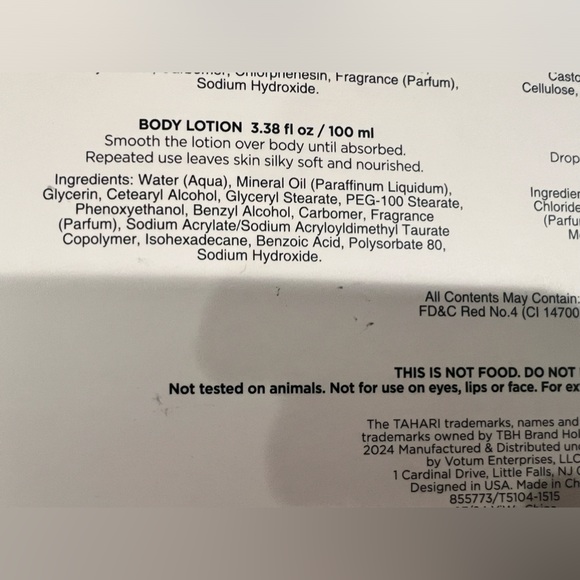 Chlorphenesin, Fragrance (Parfum),
Sodium Hydroxide.
BODY LOTION 3.38 fl oz / 100 ml
Smooth the lotion over body until absorbed.
Repeated use leaves skin silky soft and nourished.
Ingredients: Water (Aqua), Mineral Oil (Paraffinum Liquidum),
Glycerin, Cetearyl Alcohol, Glyceryl Stearate, PEG-100 Stearate,
Phenoxyethanol, Benzyl Alcohol, Carbomer, Fragrance
(Parfum), Sodium Acrylate/Sodium Acryloyldimethyl Taurate
Copolymer, Isohexadecane, Benzoic Acid, Polysorbate 80,
Sodium Hydroxide.
Casto
Cellulose,
Drop
Ingredien
Chloride
(Parfu
M
All Contents May Contain:
FD&C Red No.4 (CI 14700
THIS IS NOT FOOD. DO NOT
Not tested on animals. Not for use on eyes, lips or face. For ex
The TAHARI trademarks, names and
trademarks owned by TBH Brand Hol
2024 Manufactured & Distributed un
by Votum Enterprises, LLC
1 Cardinal Drive, Little Falls, NJ
Designed in USA. Made in Ch
855773/T5104-1515